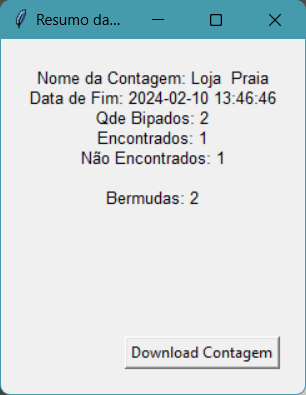 Resumo da...
Nome da Contagem: Loja  Praia
Data de Fim: 2024-02-10 13:46:46
Qde Bipados: 2
Encontrados: 1
Não Encontrados: 1
Bermudas: 2
Download Contagem